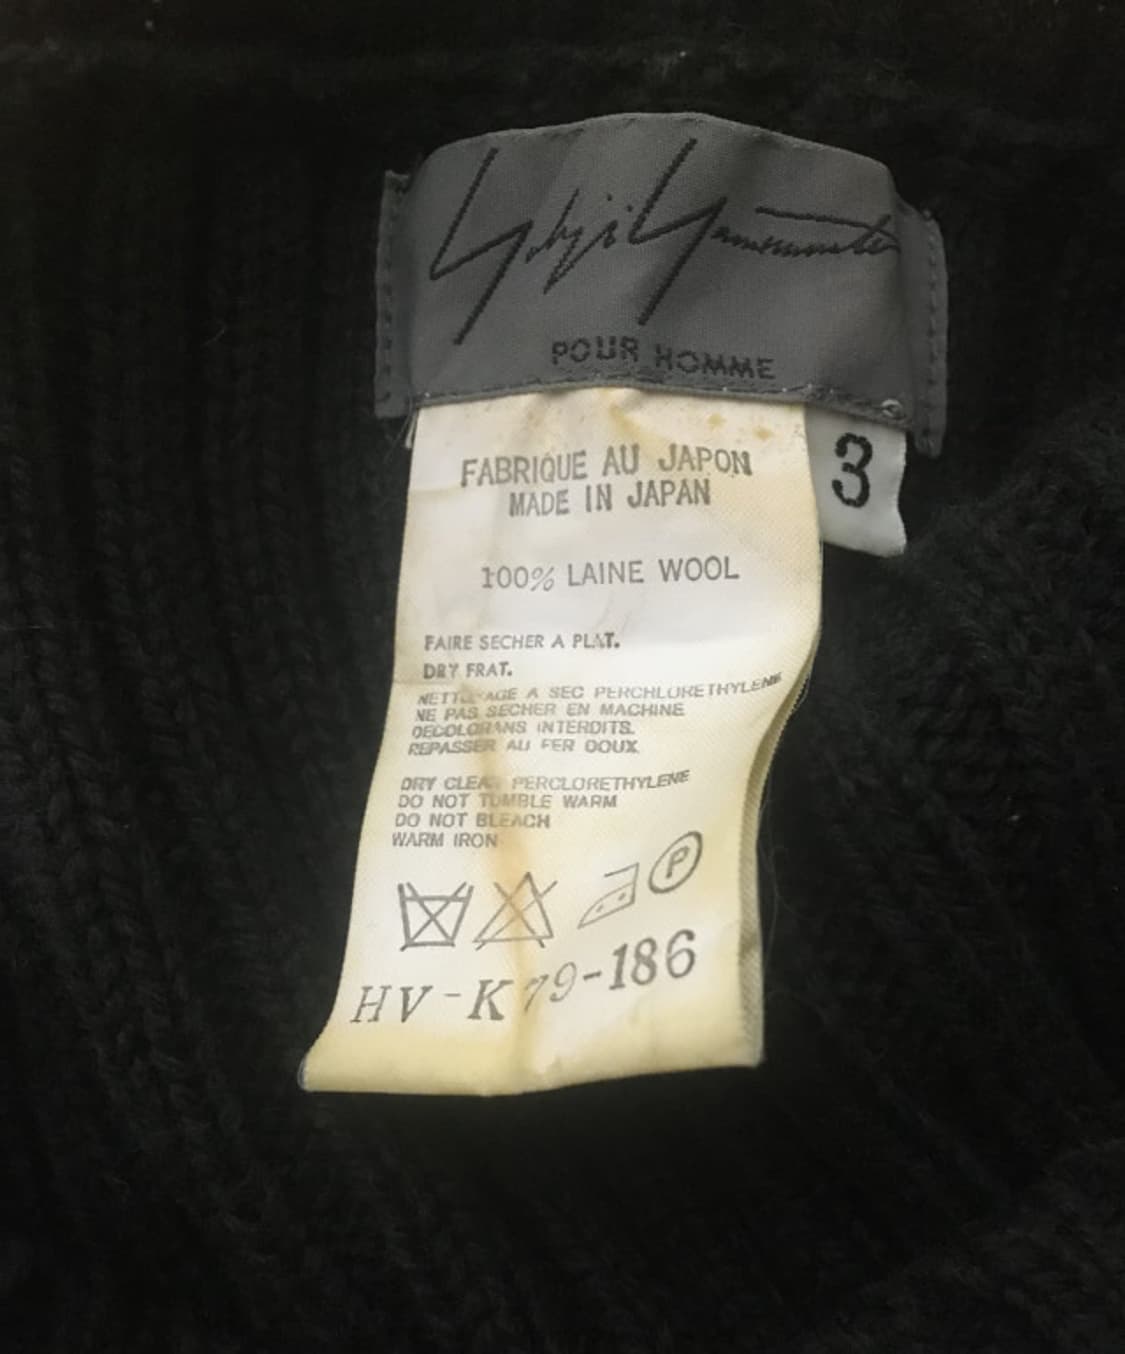 Yohji Yamamoto
POUR HOMME
3
FABRIQUE AU JAPON
MADE IN JAPAN
100% LAINE WOOL
FAIRE SECHER A PLAT.
DRY FRAT.
NETTOYAGE A SEC PERCHLORETHYLENE
NE PAS SECHER EN MACHINE
DECOLORANS INTERDITS.
REPASSER AU FER DOUX
DRY CLEAN PERCLORETHYLENE
DO NOT TUMBLE WARM
DO NOT BLEACH
WARM IRON
P
HV-K79-186